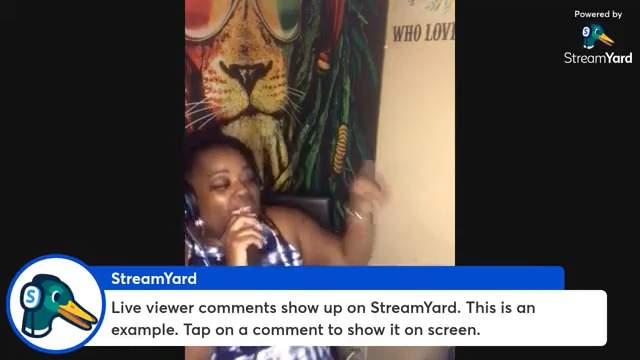 Powered by
StreamYard
WHO LOVE
StreamYard
Live viewer comments show up on StreamYard. This is an
example. Tap on a comment to show it on screen.